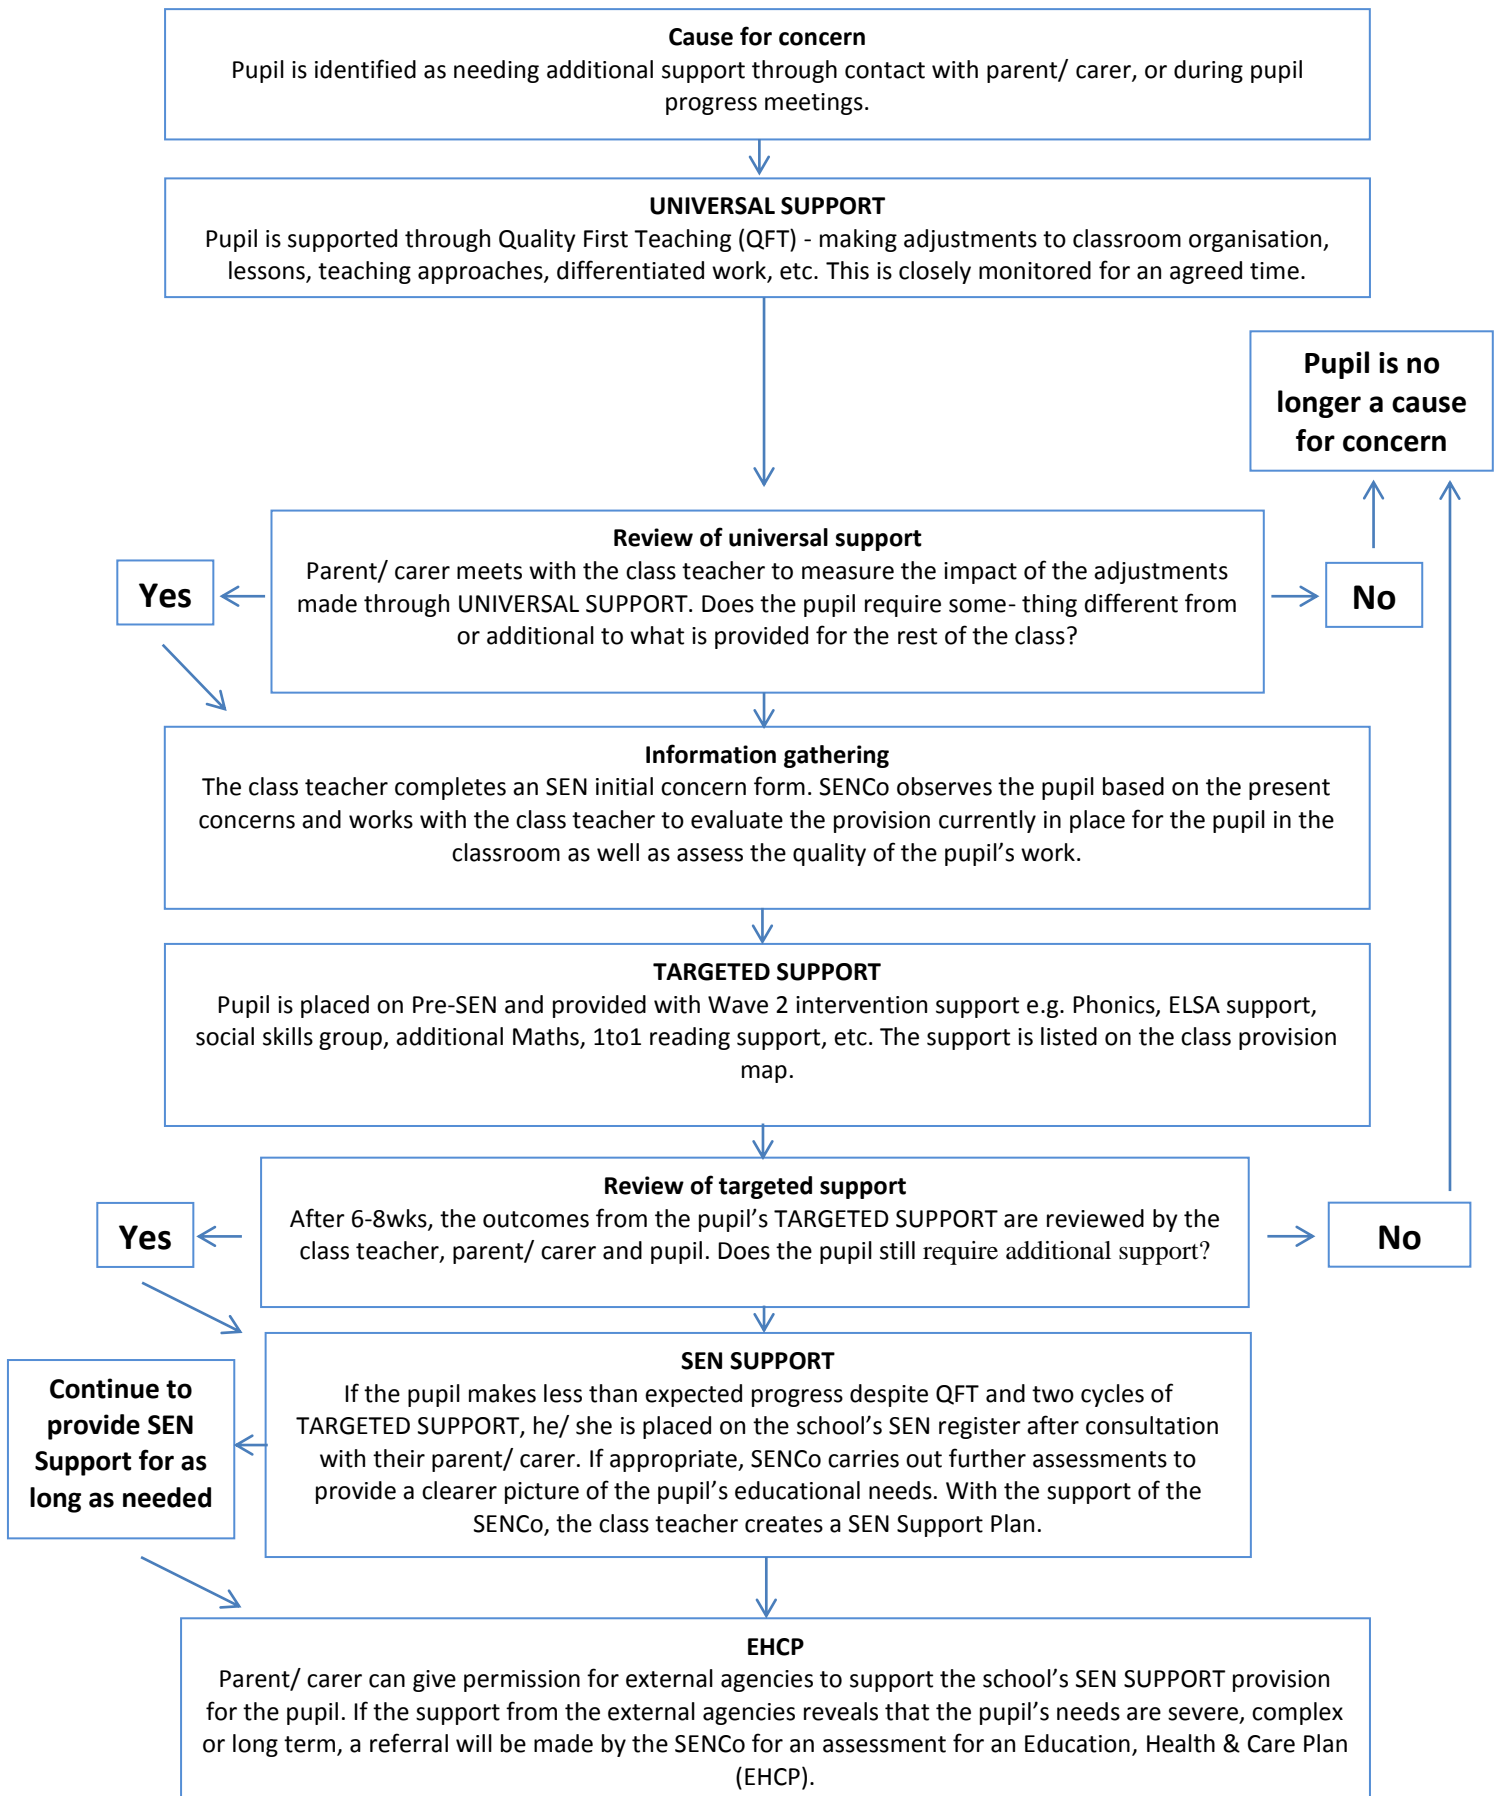 Cause for concern
Pupil is identified as needing additional support through contact with parent/ carer, or during pupil
progress meetings.
UNIVERSAL SUPPORT
Pupil is supported through Quality First Teaching (QFT) - making adjustments to classroom organisation,
lessons, teaching approaches, differentiated work, etc. This is closely monitored for an agreed time.
Pupil is no
longer a cause
for concern
Review of universal support
Parent/ carer meets with the class teacher to measure the impact of the adjustments
made through UNIVERSAL SUPPORT. Does the pupil require some- thing different from
or additional to what is provided for the rest of the class?
Yes
No
Information gathering
The class teacher completes an SEN initial concern form. SENCo observes the pupil based on the present
concerns and works with the class teacher to evaluate the provision currently in place for the pupil in the
classroom as well as assess the quality of the pupil’s work.
TARGETED SUPPORT
Pupil is placed on Pre-SEN and provided with Wave 2 intervention support e.g. Phonics, ELSA support,
social skills group, additional Maths, 1to1 reading support, etc. The support is listed on the class provision
map.
Review of targeted support
After 6-8wks, the outcomes from the pupil’s TARGETED SUPPORT are reviewed by the
class teacher, parent/ carer and pupil. Does the pupil still require additional support?
Yes
No
SEN SUPPORT
If the pupil makes less than expected progress despite QFT and two cycles of
TARGETED SUPPORT, he/ she is placed on the school’s SEN register after consultation
with their parent/ carer. If appropriate, SENCo carries out further assessments to
provide a clearer picture of the pupil’s educational needs. With the support of the
SENCo, the class teacher creates a SEN Support Plan.
Continue to
provide SEN
Support for as
long as needed
EHCP
Parent/ carer can give permission for external agencies to support the school’s SEN SUPPORT provision
for the pupil. If the support from the external agencies reveals that the pupil’s needs are severe, complex
or long term, a referral will be made by the SENCo for an assessment for an Education, Health & Care Plan
(EHCP).